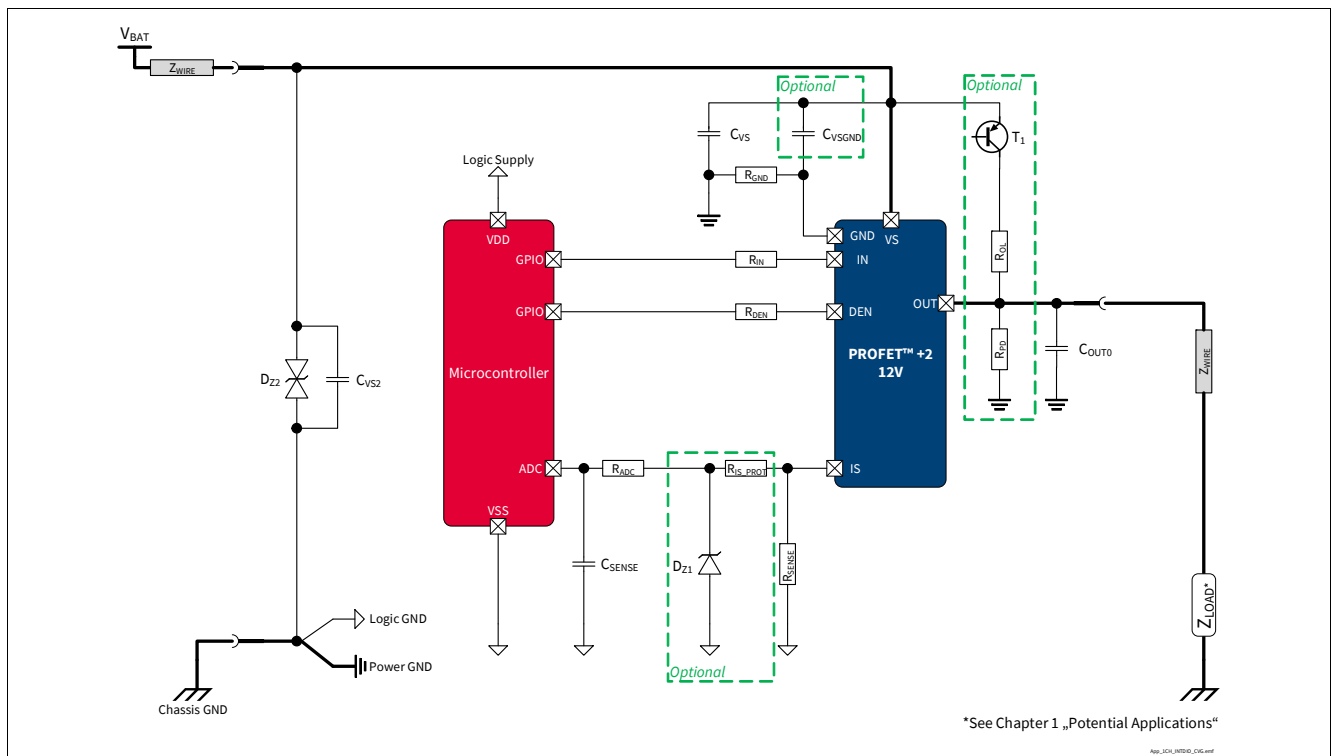 VBAT
ZWIRE
Optional
Optional
CVS
CVSGND
T1
Logic Supply
RGND
VDD
GND
VS
GPIO
RIN
IN
ROL
GPIO
RDEN
DEN
OUT
PROFET™ +2
12V
RPD
COUT0
ZWIRE
Microcontroller
DZ2
CVS2
ADC
RADC
RIS_PROT
IS
VSS
CSENSE
DZ1
RSENSE
ZLOAD*
Logic GND
Power GND
Optional
Chassis GND
*See Chapter 1 „Potential Applications“
App_1CH_INTDIO_CVG.emf